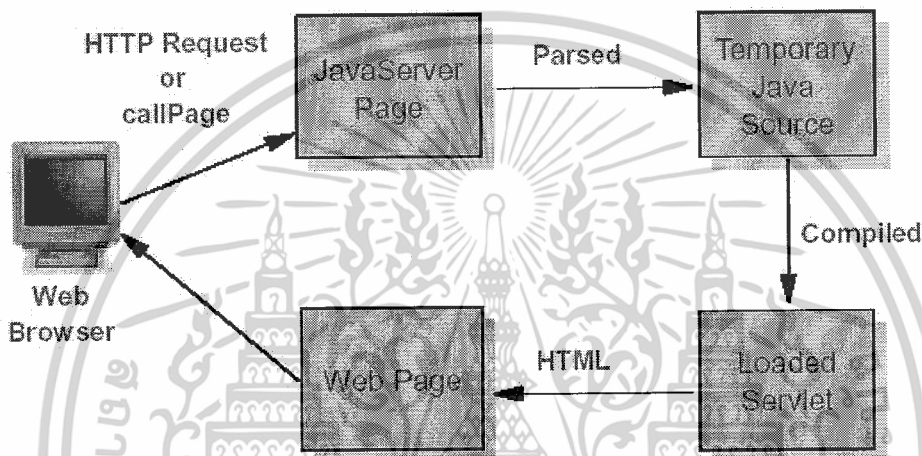 HTTP Request
or
callPage
JavaServer
Page
Parsed
Temporary
Java
Source
Compiled
Web
Browser
Web Page
HTML
Loaded
Servlet